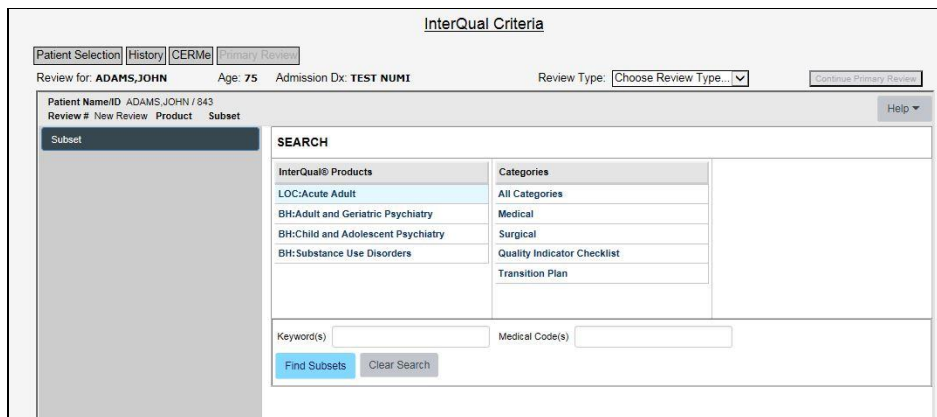 InterQual Criteria
Patient Selection History CERMe Primary Review
Review for: ADAMS,JOHN Age: 75 Admission Dx: TEST NUMI Review Type: Choose Review Type... Continue Primary Review
Patient Name/ID ADAMS,JOHN / 843
Review # New Review Product Subset
Help
Subset
SEARCH
InterQual® Products Categories
LOC:Acute Adult All Categories
BH:Adult and Geriatric Psychiatry Medical
BH:Child and Adolescent Psychiatry Surgical
BH:Substance Use Disorders Quality Indicator Checklist
Transition Plan
Keyword(s) Medical Code(s)
Find Subsets Clear Search